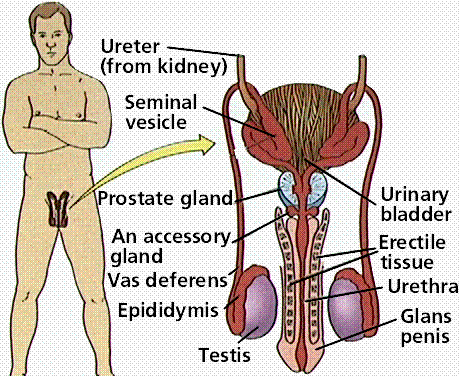 Ureter
(from kidney)
Seminal
vesicle
Prostate gland
An accessory
gland
Vas deferens
Epididymis
Testis
Urinary
bladder
Erectile
tissue
Urethra
Glans
penis